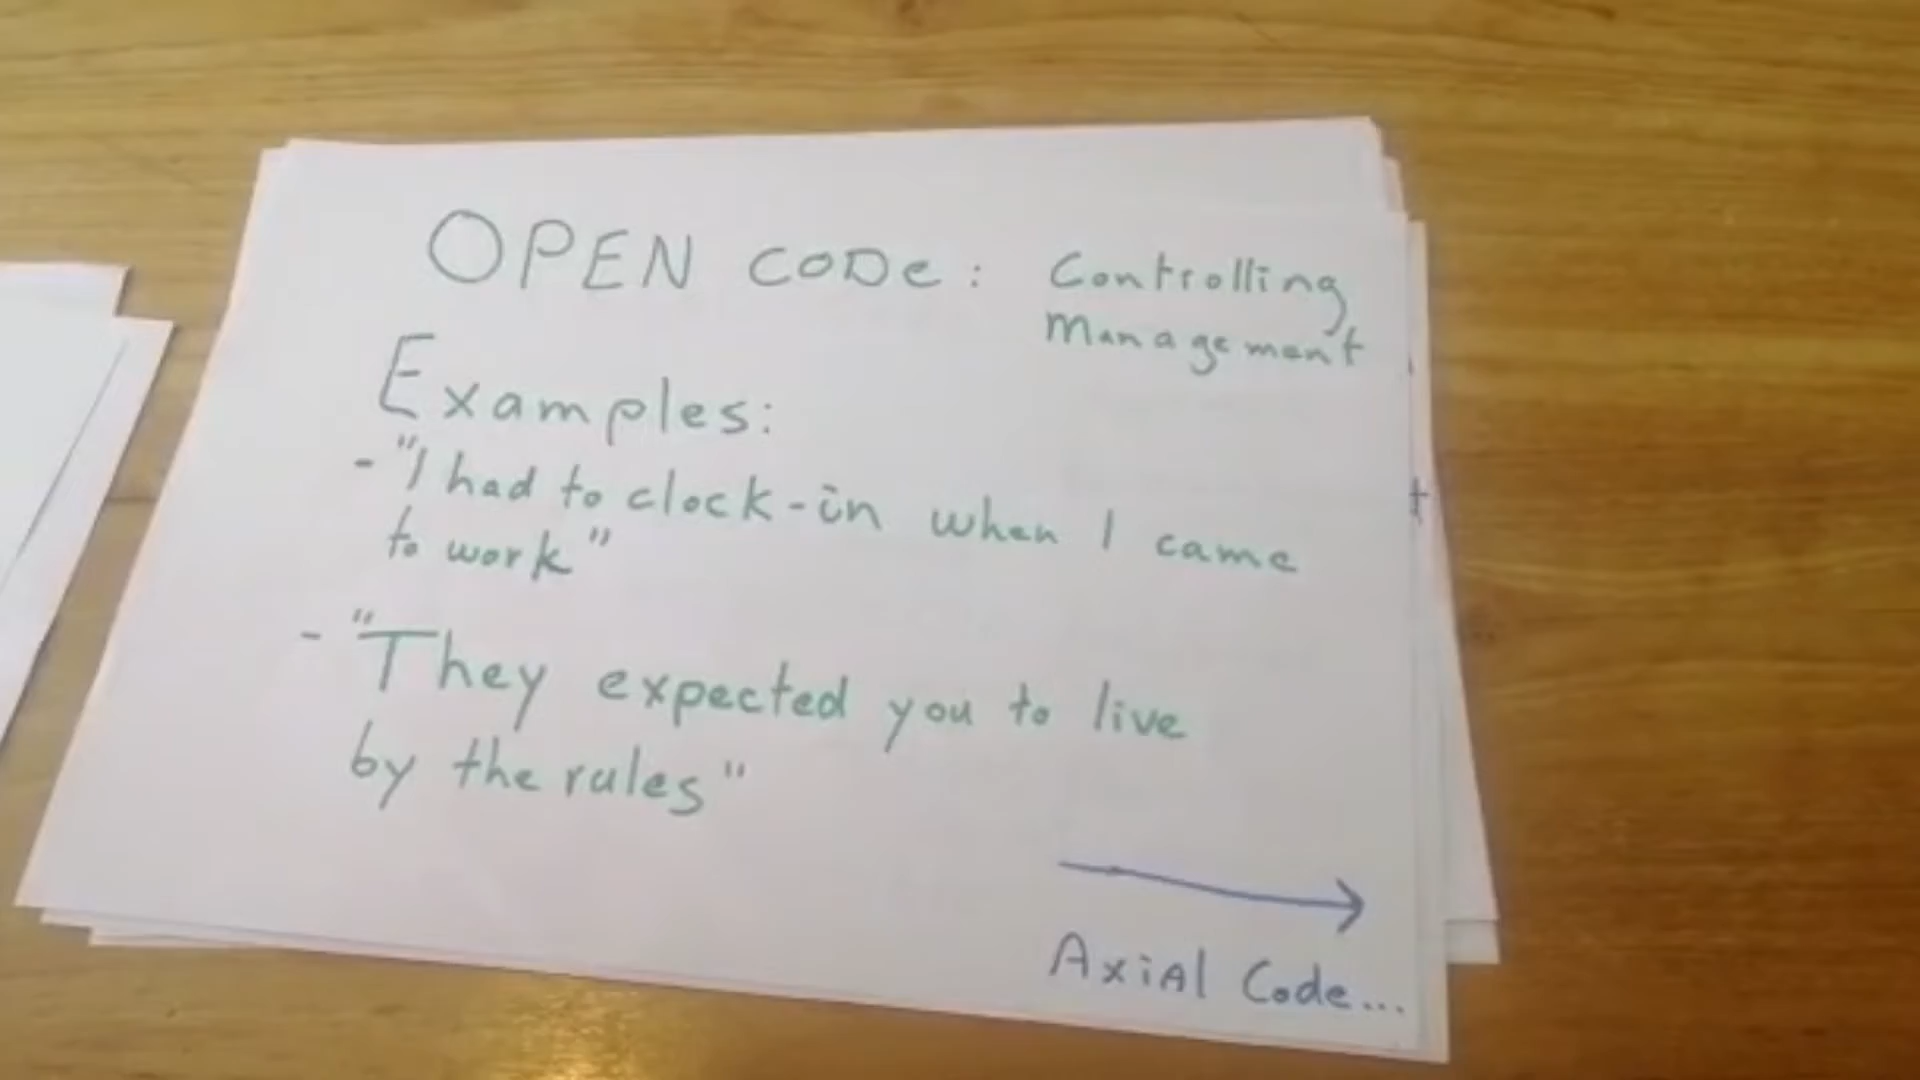 OPEN CODe: Controlling
Management
Examples:
- "I had to clock-in when I came
to work"
- "They expected you to live
by the rules"
Axial Code...